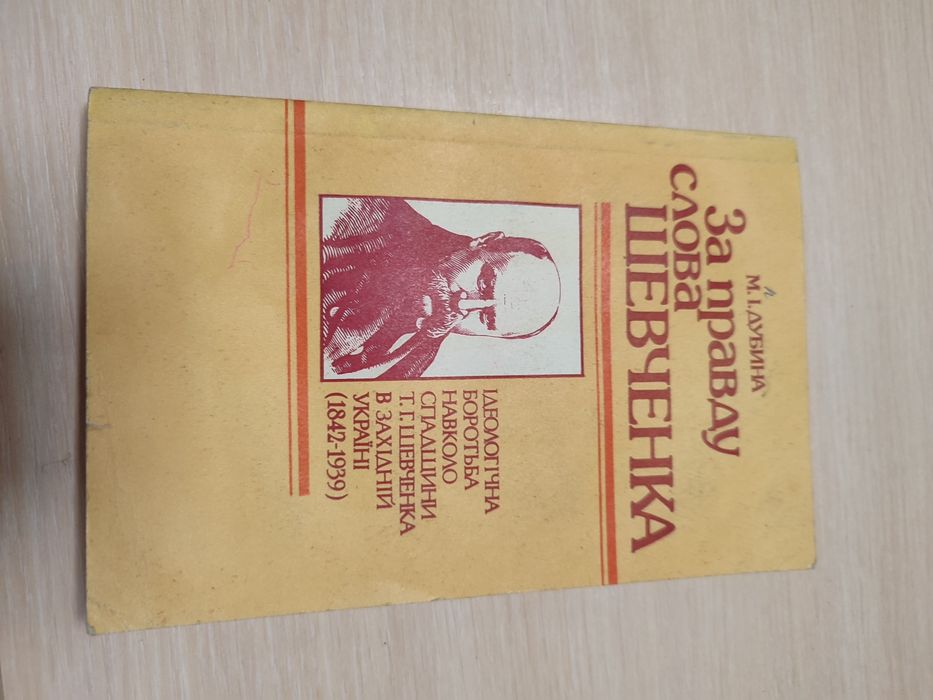 М. І. ДУБИНА
За правду
слова
ШЕВЧЕНКА
ІДЕОЛОГІЧНА
БОРОТЬБА
НАВКОЛО
СПАДЩИНИ
Т. Г. ШЕВЧЕНКА
В ЗАХІДНІЙ
УКРАЇНІ
(1842-1939)